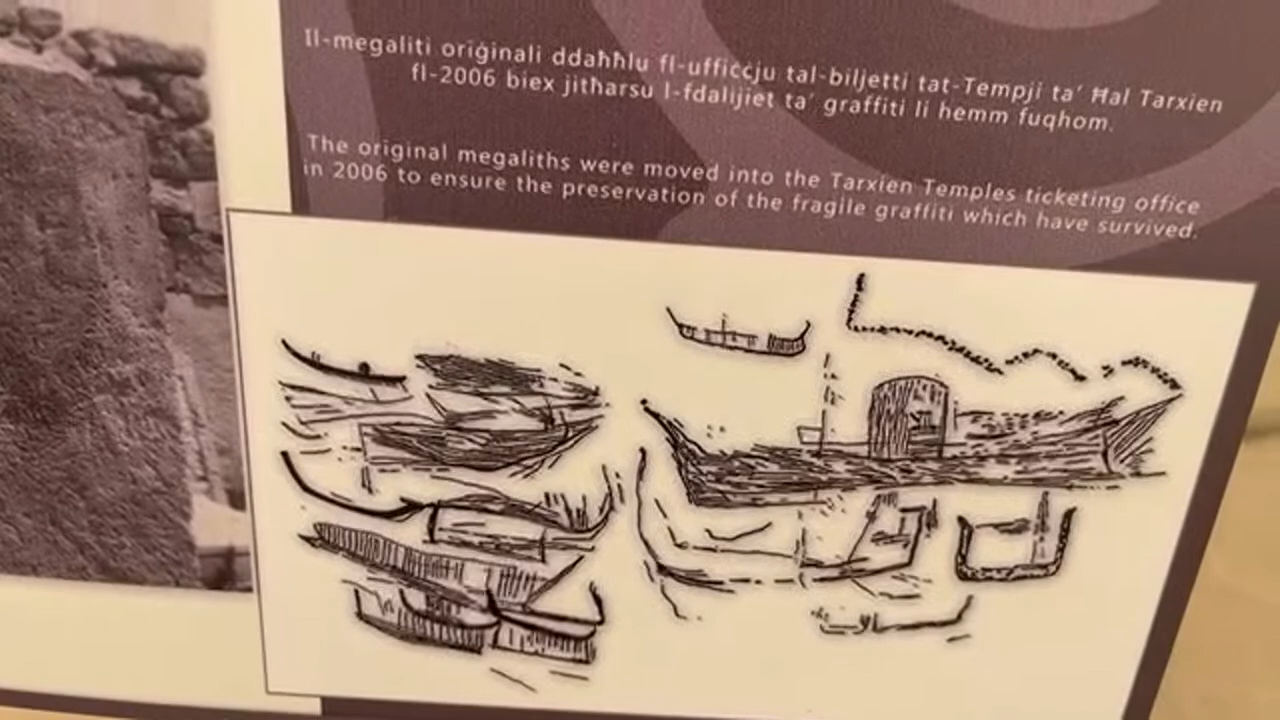 Il-megaliti oriġinali ddaħħlu fl-uffiċċju tal-biljetti tat-Tempji ta’ Ħal Tarxien
fl-2006 biex jitħarsu l-fdalijiet ta’ graffiti li hemm fuqhom.
The original megaliths were moved into the Tarxien Temples ticketing office
in 2006 to ensure the preservation of the fragile graffiti which have survived.